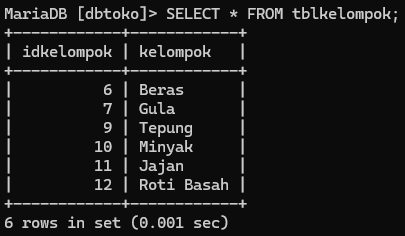 MariaDB [dbtoko]> SELECT * FROM tblkelompok;
+------------+-------------+
| idkelompok | kelompok    |
+------------+-------------+
|          6 | Beras       |
|          7 | Gula        |
|          9 | Tepung      |
|         10 | Minyak      |
|         11 | Jajan       |
|         12 | Roti Basah  |
+------------+-------------+
6 rows in set (0.001 sec)